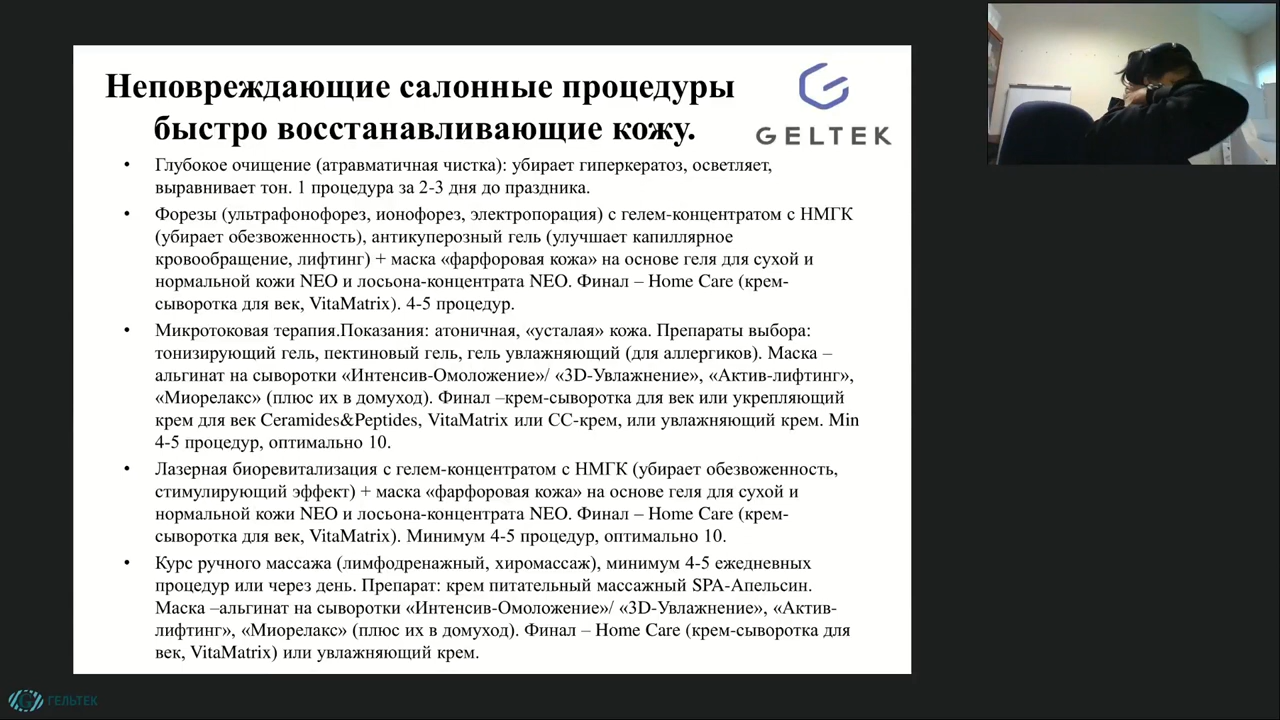 Неповреждающие салонные процедуры
быстро восстанавливающие кожу.
GELTEK
• Глубокое очищение (атравматичная чистка): убирает гиперкератоз, осветляет,
выравнивает тон. 1 процедура за 2-3 дня до праздника.
• Форезы (ультрафонофорез, ионофорез, электропорация) с гелем-концентратом с НМГК
(убирает обезвоженность), антикуперозный гель (улучшает капиллярное
кровообращение, лифтинг) + маска «фарфоровая кожа» на основе геля для сухой и
нормальной кожи NEO и лосьона-концентрата NEO. Финал – Home Care (крем-
сыворотка для век, VitaMatrix). 4-5 процедур.
• Микротоковая терапия.Показания: атоничная, «усталая» кожа. Препараты выбора:
тонизирующий гель, пектиновый гель, гель увлажняющий (для аллергиков). Маска –
альгинат на сыворотки «Интенсив-Омоложение»/ «3D-Увлажнение», «Актив-лифтинг»,
«Миорелакс» (плюс их в домуход). Финал –крем-сыворотка для век или укрепляющий
крем для век Ceramides&Peptides, VitaMatrix или CC-крем, или увлажняющий крем. Min
4-5 процедур, оптимально 10.
• Лазерная биоревитализация с гелем-концентратом с НМГК (убирает обезвоженность,
стимулирующий эффект) + маска «фарфоровая кожа» на основе геля для сухой и
нормальной кожи NEO и лосьона-концентрата NEO. Финал – Home Care (крем-
сыворотка для век, VitaMatrix). Минимум 4-5 процедур, оптимально 10.
• Курс ручного массажа (лимфодренажный, хиромассаж), минимум 4-5 ежедневных
процедур или через день. Препарат: крем питательный массажный SPA-Апельсин.
Маска –альгинат на сыворотки «Интенсив-Омоложение»/ «3D-Увлажнение», «Актив-
лифтинг», «Миорелакс» (плюс их в домуход). Финал – Home Care (крем-сыворотка для
век, VitaMatrix) или увлажняющий крем.
ГЕЛЬТЕК